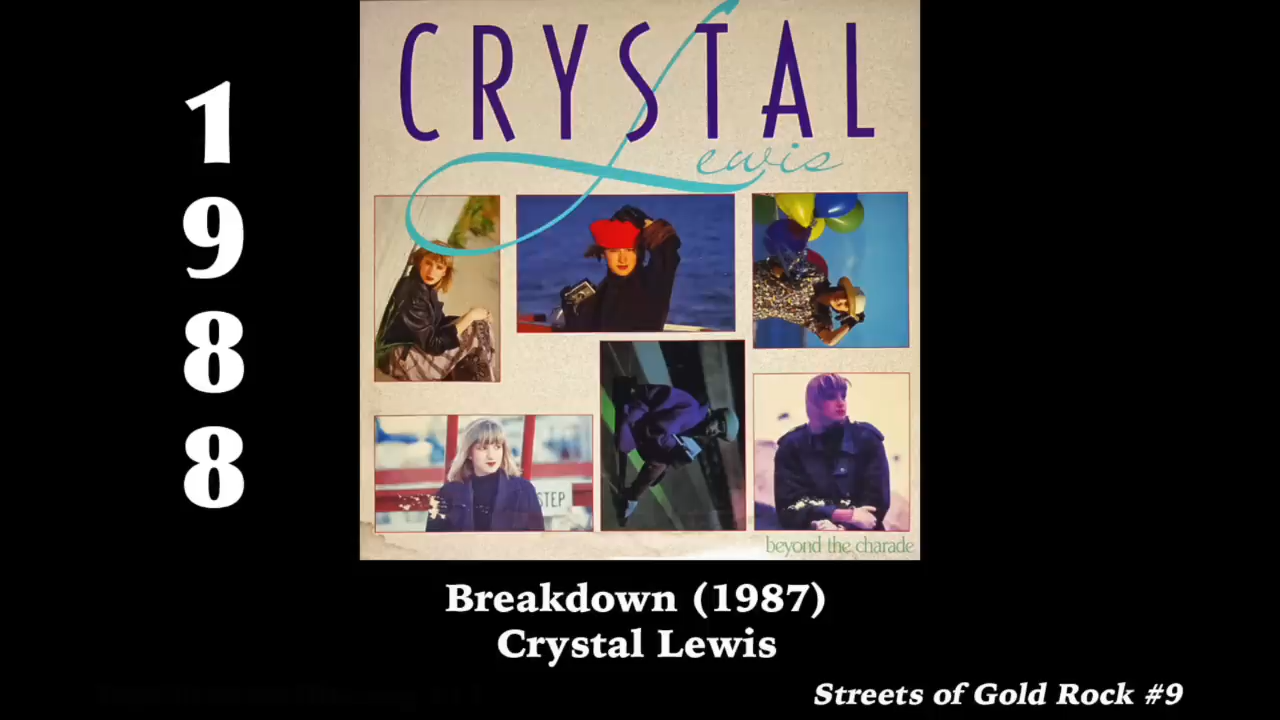 1
9
8
8
CRYSTAL
Lewis
STEP
beyond the charade
Breakdown (1987)
Crystal Lewis
Streets of Gold Rock #9